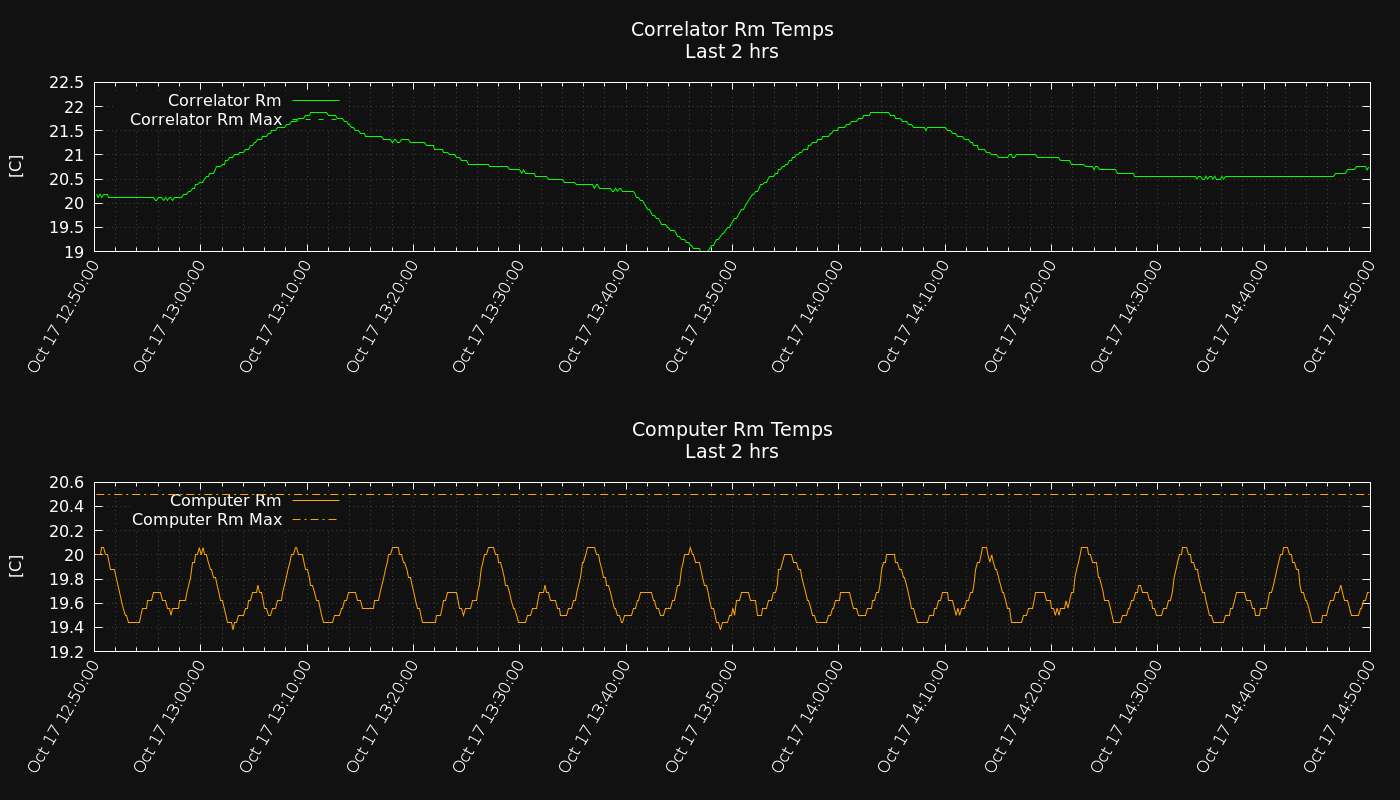 Correlator Rm Temps
Last 2 hrs
22.5
22
21.5
21
20.5
20
19.5
19
[C]
Correlator Rm
Correlator Rm Max
Oct 17 12:50:00
Oct 17 13:00:00
Oct 17 13:10:00
Oct 17 13:20:00
Oct 17 13:30:00
Oct 17 13:40:00
Oct 17 13:50:00
Oct 17 14:00:00
Oct 17 14:10:00
Oct 17 14:20:00
Oct 17 14:30:00
Oct 17 14:40:00
Oct 17 14:50:00
Computer Rm Temps
Last 2 hrs
20.6
20.4
20.2
20
19.8
19.6
19.4
19.2
[C]
Computer Rm
Computer Rm Max
Oct 17 12:50:00
Oct 17 13:00:00
Oct 17 13:10:00
Oct 17 13:20:00
Oct 17 13:30:00
Oct 17 13:40:00
Oct 17 13:50:00
Oct 17 14:00:00
Oct 17 14:10:00
Oct 17 14:20:00
Oct 17 14:30:00
Oct 17 14:40:00
Oct 17 14:50:00